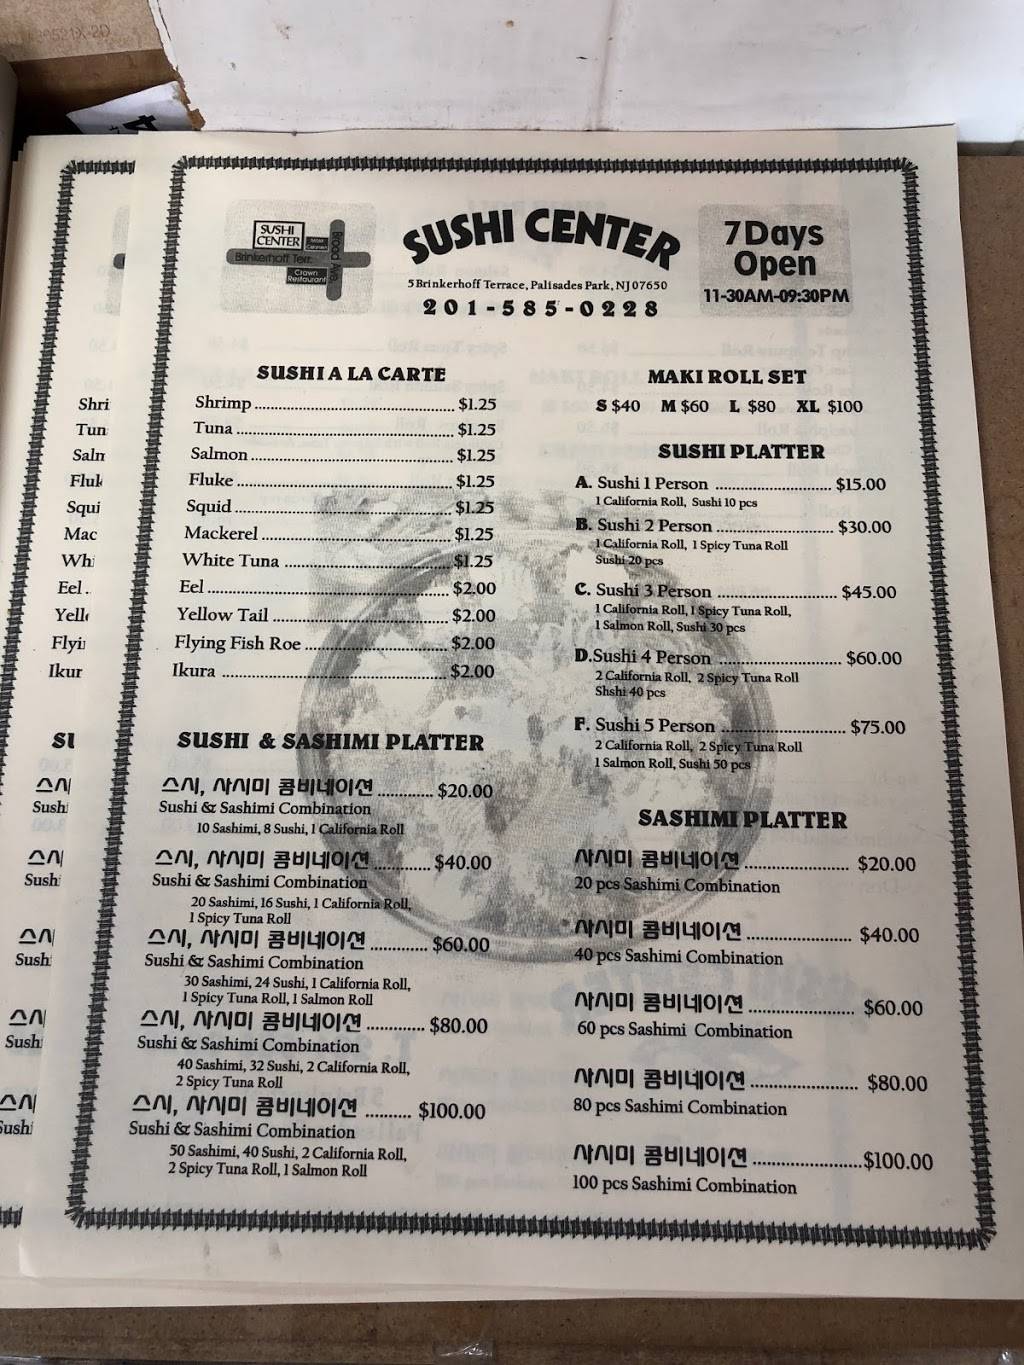 SUSHI CENTER
Brinkerhoff Terr.
Broad Ave.
Crown Restaurant
SUSHI CENTER
5 Brinkerhoff Terrace, Palisades Park, NJ 07650
201-585-0228
7 Days
Open
11-30AM-09:30PM
SUSHI A LA CARTE
Shrimp $1.25
Tuna $1.25
Salmon $1.25
Fluke $1.25
Squid $1.25
Mackerel $1.25
White Tuna $1.25
Eel $2.00
Yellow Tail $2.00
Flying Fish Roe $2.00
Ikura $2.00
SUSHI & SASHIMI PLATTER
스시, 사시미 콤비네이션 $20.00
Sushi & Sashimi Combination
10 Sashimi, 8 Sushi, 1 California Roll
스시, 사시미 콤비네이션 $40.00
Sushi & Sashimi Combination
20 Sashimi, 16 Sushi, 1 California Roll,
1 Spicy Tuna Roll
스시, 사시미 콤비네이션 $60.00
Sushi & Sashimi Combination
30 Sashimi, 24 Sushi, 1 California Roll,
1 Spicy Tuna Roll, 1 Salmon Roll
스시, 사시미 콤비네이션 $80.00
Sushi & Sashimi Combination
40 Sashimi, 32 Sushi, 2 California Roll,
2 Spicy Tuna Roll
스시, 사시미 콤비네이션 $100.00
Sushi & Sashimi Combination
50 Sashimi, 40 Sushi, 2 California Roll,
2 Spicy Tuna Roll, 1 Salmon Roll
MAKI ROLL SET
S $40 M $60 L $80 XL $100
SUSHI PLATTER
A. Sushi 1 Person $15.00
1 California Roll, Sushi 10 pcs
B. Sushi 2 Person $30.00
1 California Roll, 1 Spicy Tuna Roll
Sushi 20 pcs
C. Sushi 3 Person $45.00
1 California Roll, 1 Spicy Tuna Roll,
1 Salmon Roll, Sushi 30 pcs
D.Sushi 4 Person $60.00
2 California Roll, 2 Spicy Tuna Roll
Shshi 40 pcs
F. Sushi 5 Person $75.00
2 California Roll, 2 Spicy Tuna Roll
1 Salmon Roll, Sushi 50 pcs
SASHIMI PLATTER
사시미 콤비네이션 $20.00
20 pcs Sashimi Combination
사시미 콤비네이션 $40.00
40 pcs Sashimi Combination
사시미 콤비네이션 $60.00
60 pcs Sashimi Combination
사시미 콤비네이션 $80.00
80 pcs Sashimi Combination
사시미 콤비네이션 $100.00
100 pcs Sashimi Combination